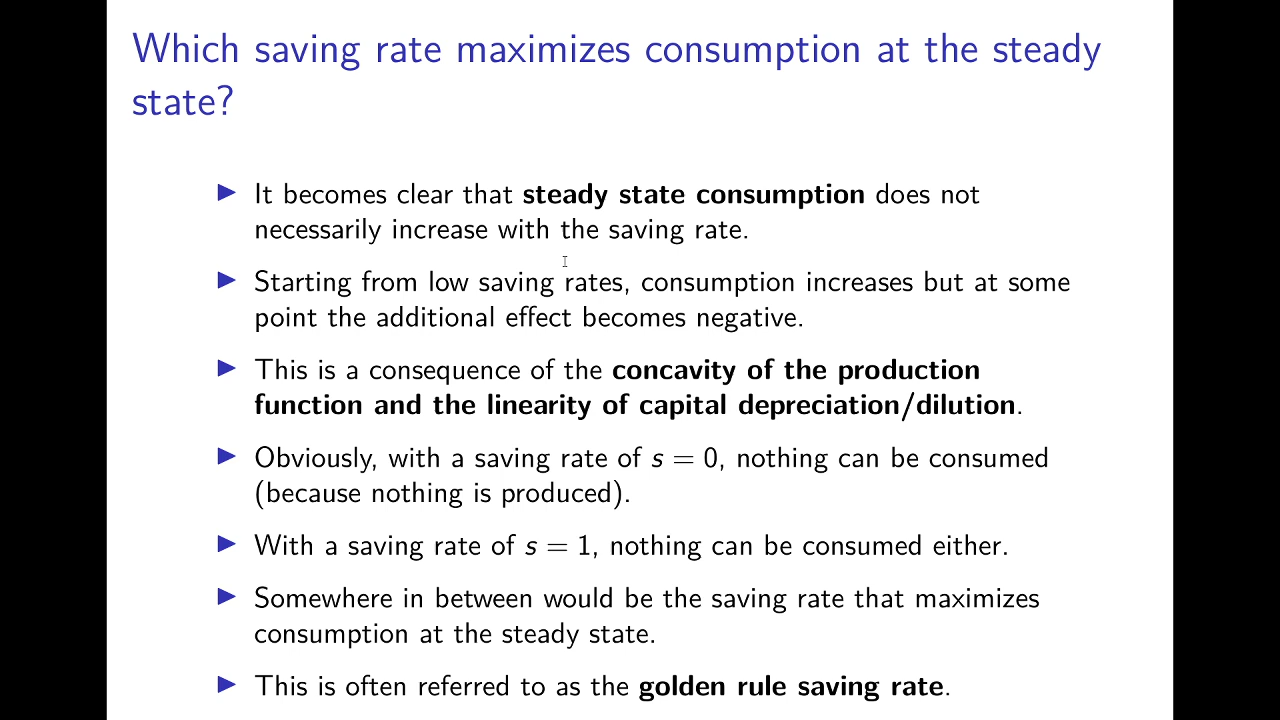 Which saving rate maximizes consumption at the steady
state?
▶ It becomes clear that steady state consumption does not
necessarily increase with the saving rate.
▶ Starting from low saving rates, consumption increases but at some
point the additional effect becomes negative.
▶ This is a consequence of the concavity of the production
function and the linearity of capital depreciation/dilution.
▶ Obviously, with a saving rate of s = 0, nothing can be consumed
(because nothing is produced).
▶ With a saving rate of s = 1, nothing can be consumed either.
▶ Somewhere in between would be the saving rate that maximizes
consumption at the steady state.
▶ This is often referred to as the golden rule saving rate.